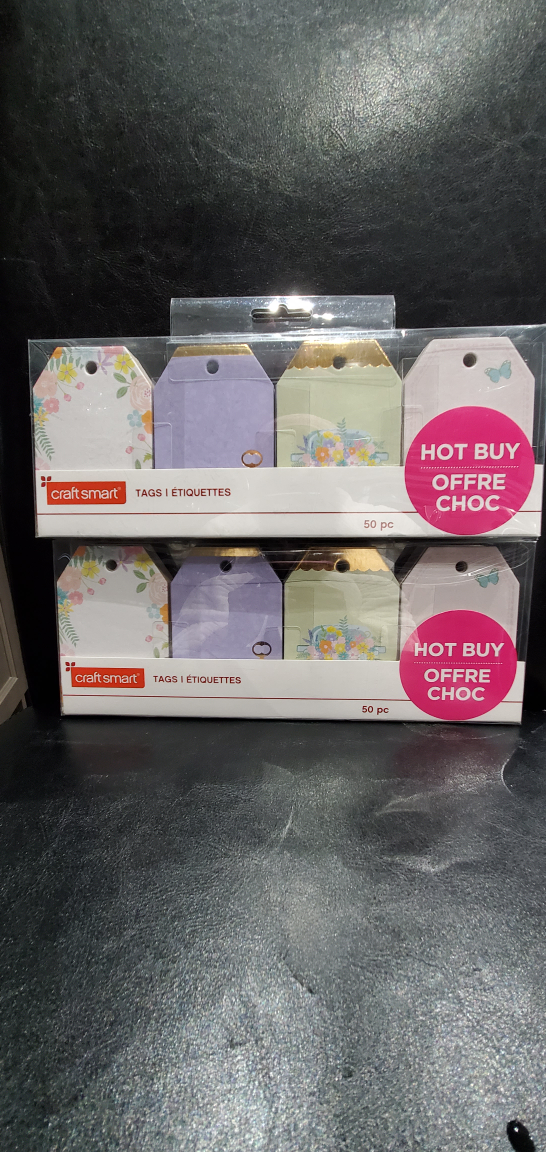 craft smart®
TAGS | ÉTIQUETTES
50 pc
HOT BUY
OFFRE
CHOC
craft smart®
TAGS | ÉTIQUETTES
50 pc
HOT BUY
OFFRE
CHOC